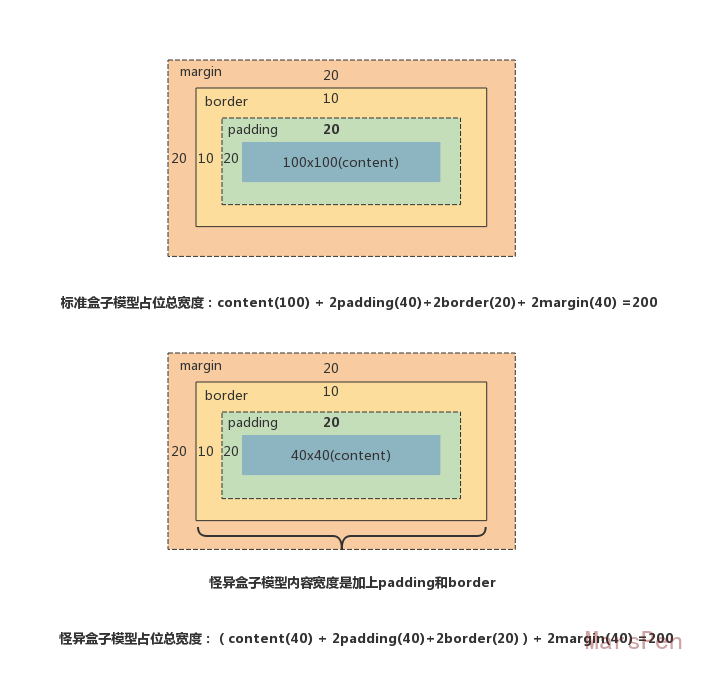 margin
20
border
10
padding
20
20 10 20 100x100(content)
标准盒子模型占位总宽度：content(100) + 2padding(40)+2border(20)+ 2margin(40) =200
margin
20
border
10
padding
20
20 10 20 40x40(content)
怪异盒子模型内容宽度是加上padding和border
怪异盒子模型占位总宽度：（content(40) + 2padding(40)+2border(20)）+ 2margin(40) =200
MarsPen